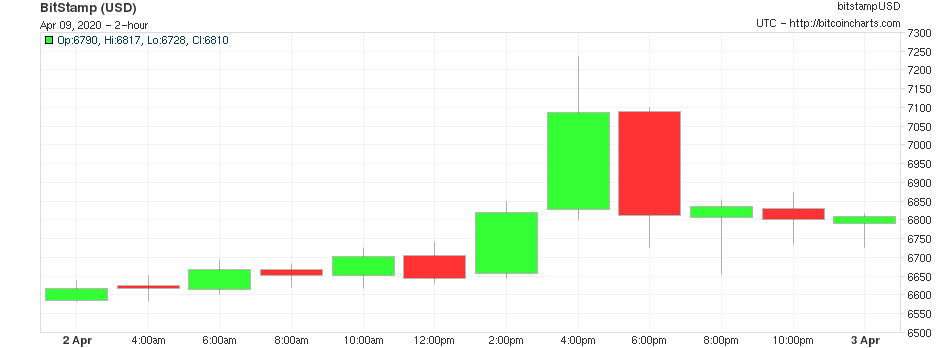 BitStamp (USD)
bitstampUSD
Apr 09, 2020 - 2-hour
UTC - http://bitcoincharts.com
Op:6790, Hi:6817, Lo:6728, Cl:6810
7300
7250
7200
7150
7100
7050
7000
6950
6900
6850
6800
6750
6700
6650
6600
6550
6500
2 Apr 4:00am 6:00am 8:00am 10:00am 12:00pm 2:00pm 4:00pm 6:00pm 8:00pm 10:00pm 3 Apr